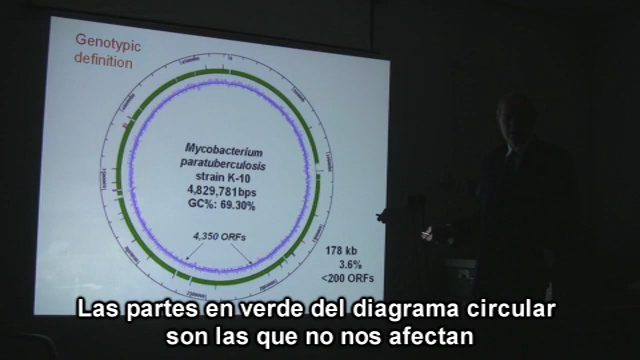 Genotypic
definition
Mycobacterium
paratuberculosis
strain K-10
4,829,781bps
GC%: 69.30%
4,350 ORFs
178 kb
3.6%
<200 ORFs
Las partes en verde del diagrama circular
son las que no nos afectan